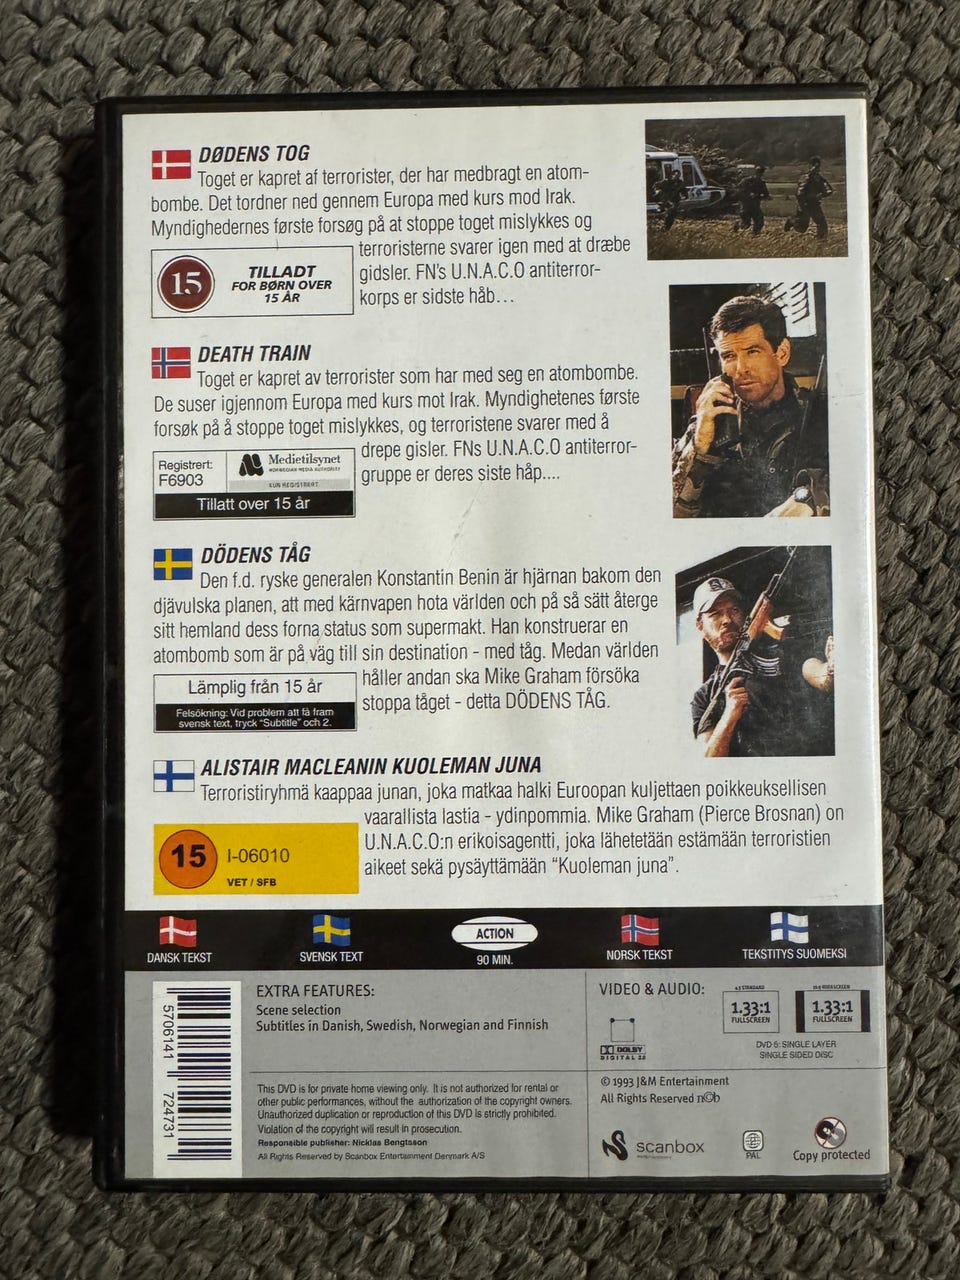 DØDENS TOG
Toget er kapret af terrorister, der har medbragt en atom-
bombe. Det tordner ned gennem Europa med kurs mod Irak.
Myndighedernes første forsøg på at stoppe toget mislykkes og
terroristerne svarer igen med at dræbe
gidsler. FN's U.N.A.C.O antiterror-
korps er sidste håb...
15
TILLADT
FOR BØRN OVER
15 ÅR
DEATH TRAIN
Toget er kapret av terrorister som har med seg en atombombe.
De suser igjennom Europa med kurs mot Irak. Myndighetenes første
forsøk på å stoppe toget mislykkes, og terroristene svarer med å
drepe gisler. FNs U.N.A.C.O antiterror-
gruppe er deres siste håp....
Registrert:
F6903
Medietilsynet
NORWEGIAN MEDIA AUTHORITY
KUN REGISTRERT
Tillatt over 15 år
DÖDENS TÅG
Den f.d. ryske generalen Konstantin Benin är hjärnan bakom den
djävulska planen, att med kärnvapen hota världen och på så sätt återge
sitt hemland dess forna status som supermakt. Han konstruerar en
atombomb som är på väg till sin destination - med tåg. Medan världen
håller andan ska Mike Graham försöka
stoppa tåget - detta DÖDENS TÅG.
Lämplig från 15 år
Felsökning: Vid problem att få fram
svensk text, tryck "Subtitle" och 2.
ALISTAIR MACLEANIN KUOLEMAN JUNA
Terroristiryhmä kaappaa junan, joka matkaa halki Euroopan kuljettaen poikkeuksellisen
vaarallista lastia - ydinpommia. Mike Graham (Pierce Brosnan) on
U.N.A.C.O:n erikoisagentti, joka lähetetään estämään terroristien
aikeet sekä pysäyttämään "Kuoleman juna".
15
I-06010
VET / SFB
DANSK TEKST
SVENSK TEXT
ACTION
90 MIN.
NORSK TEKST
TEKSTITYS SUOMEKSI
5706141 724731
EXTRA FEATURES:
Scene selection
Subtitles in Danish, Swedish, Norwegian and Finnish
This DVD is for private home viewing only. It is not authorized for rental or
other public performances, without the authorization of the copyright owners.
Unauthorized duplication or reproduction of this DVD is strictly prohibited.
Violation of the copyright will result in prosecution.
Responsible publisher: Nicklas Bengtsson
All Rights Reserved by Scanbox Entertainment Denmark A/S
VIDEO & AUDIO:
DOLBY
DIGITAL 2.0
4:3 STANDARD
1.33:1
FULLSCREEN
16:9 WIDESCREEN
1.33:1
FULLSCREEN
DVD 5: SINGLE LAYER
SINGLE SIDED DISC
© 1993 J&M Entertainment
All Rights Reserved n©b
scanbox
PAL
Copy protected